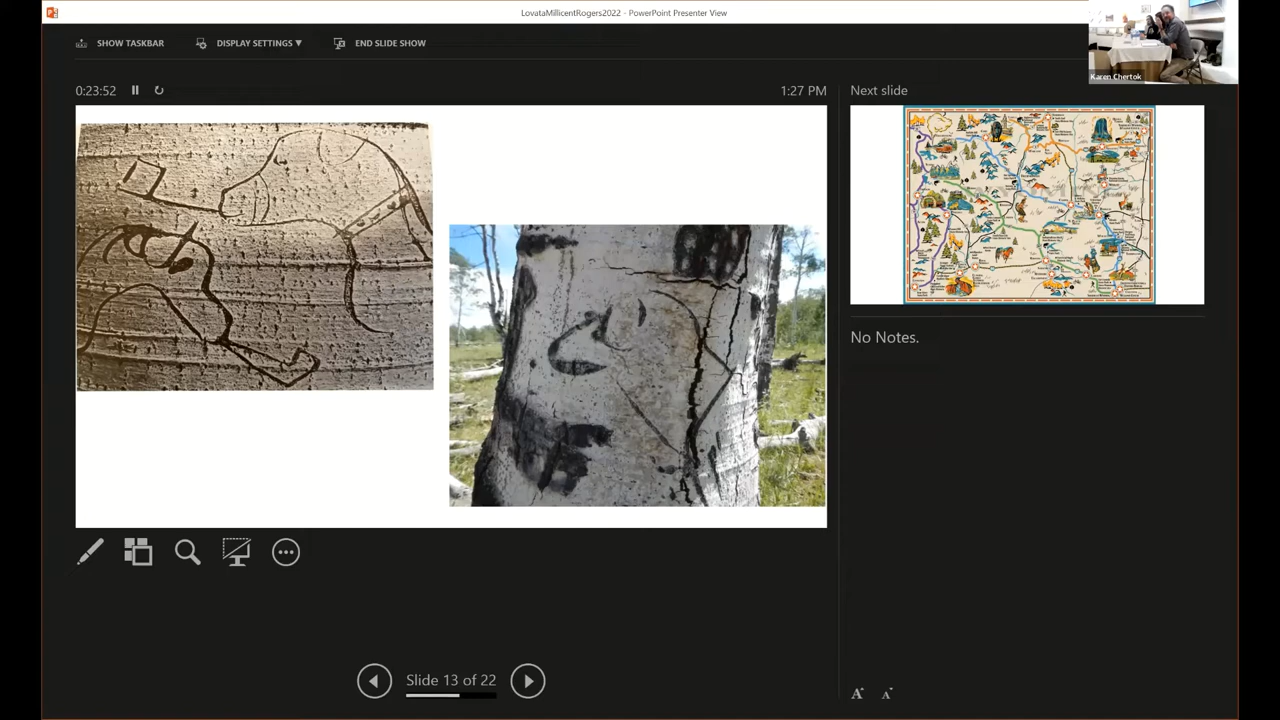 LovataMillicentRogers2022 - PowerPoint Presenter View
SHOW TASKBAR
DISPLAY SETTINGS ▼
END SLIDE SHOW
Karen Chertok
0:23:52
1:27 PM
Next slide
No Notes.
Slide 13 of 22
A
A